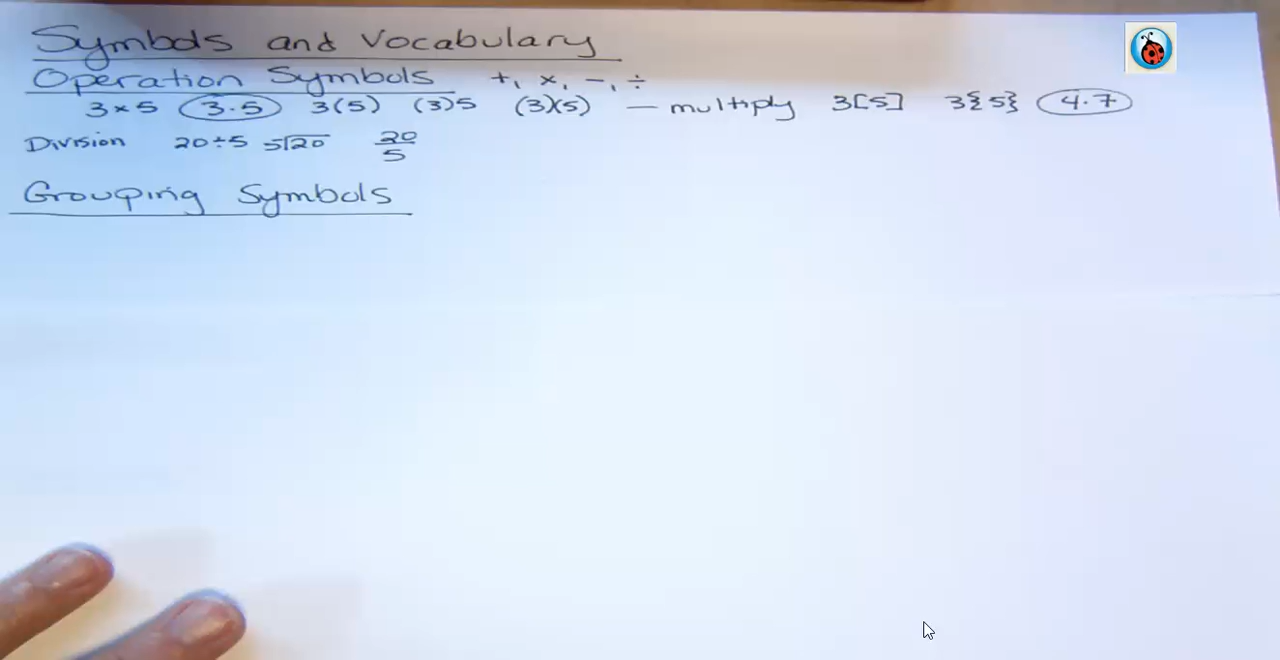 Symbols and Vocabulary
Operation Symbols +, ×, −, ÷
3×5 3·5 3(5) (3)5 (3)(5) — multiply 3[5] 3{5} 4·7
Division 20÷5 5⟌20 20/5
Grouping Symbols